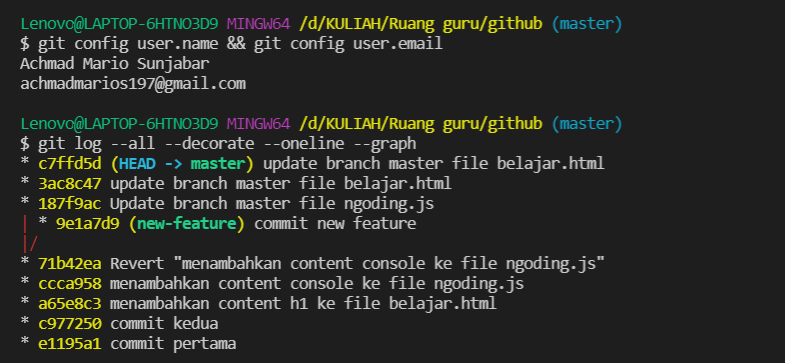 Lenovo@LAPTOP-6HTNO3D9 MINGW64 /d/KULIAH/Ruang guru/github (master)
$ git config user.name && git config user.email
Achmad Mario Sunjabar
achmadmarios197@gmail.com
Lenovo@LAPTOP-6HTNO3D9 MINGW64 /d/KULIAH/Ruang guru/github (master)
$ git log --all --decorate --oneline --graph
* c7ffd5d (HEAD -> master) update branch master file belajar.html
* 3ac8c47 update branch master file belajar.html
* 187f9ac Update branch master file ngoding.js
| * 9e1a7d9 (new-feature) commit new feature
|/
* 71b42ea Revert "menambahkan content console ke file ngoding.js"
* ccca958 menambahkan content console ke file ngoding.js
* a65e8c3 menambahkan content h1 ke file belajar.html
* c977250 commit kedua
* e1195a1 commit pertama